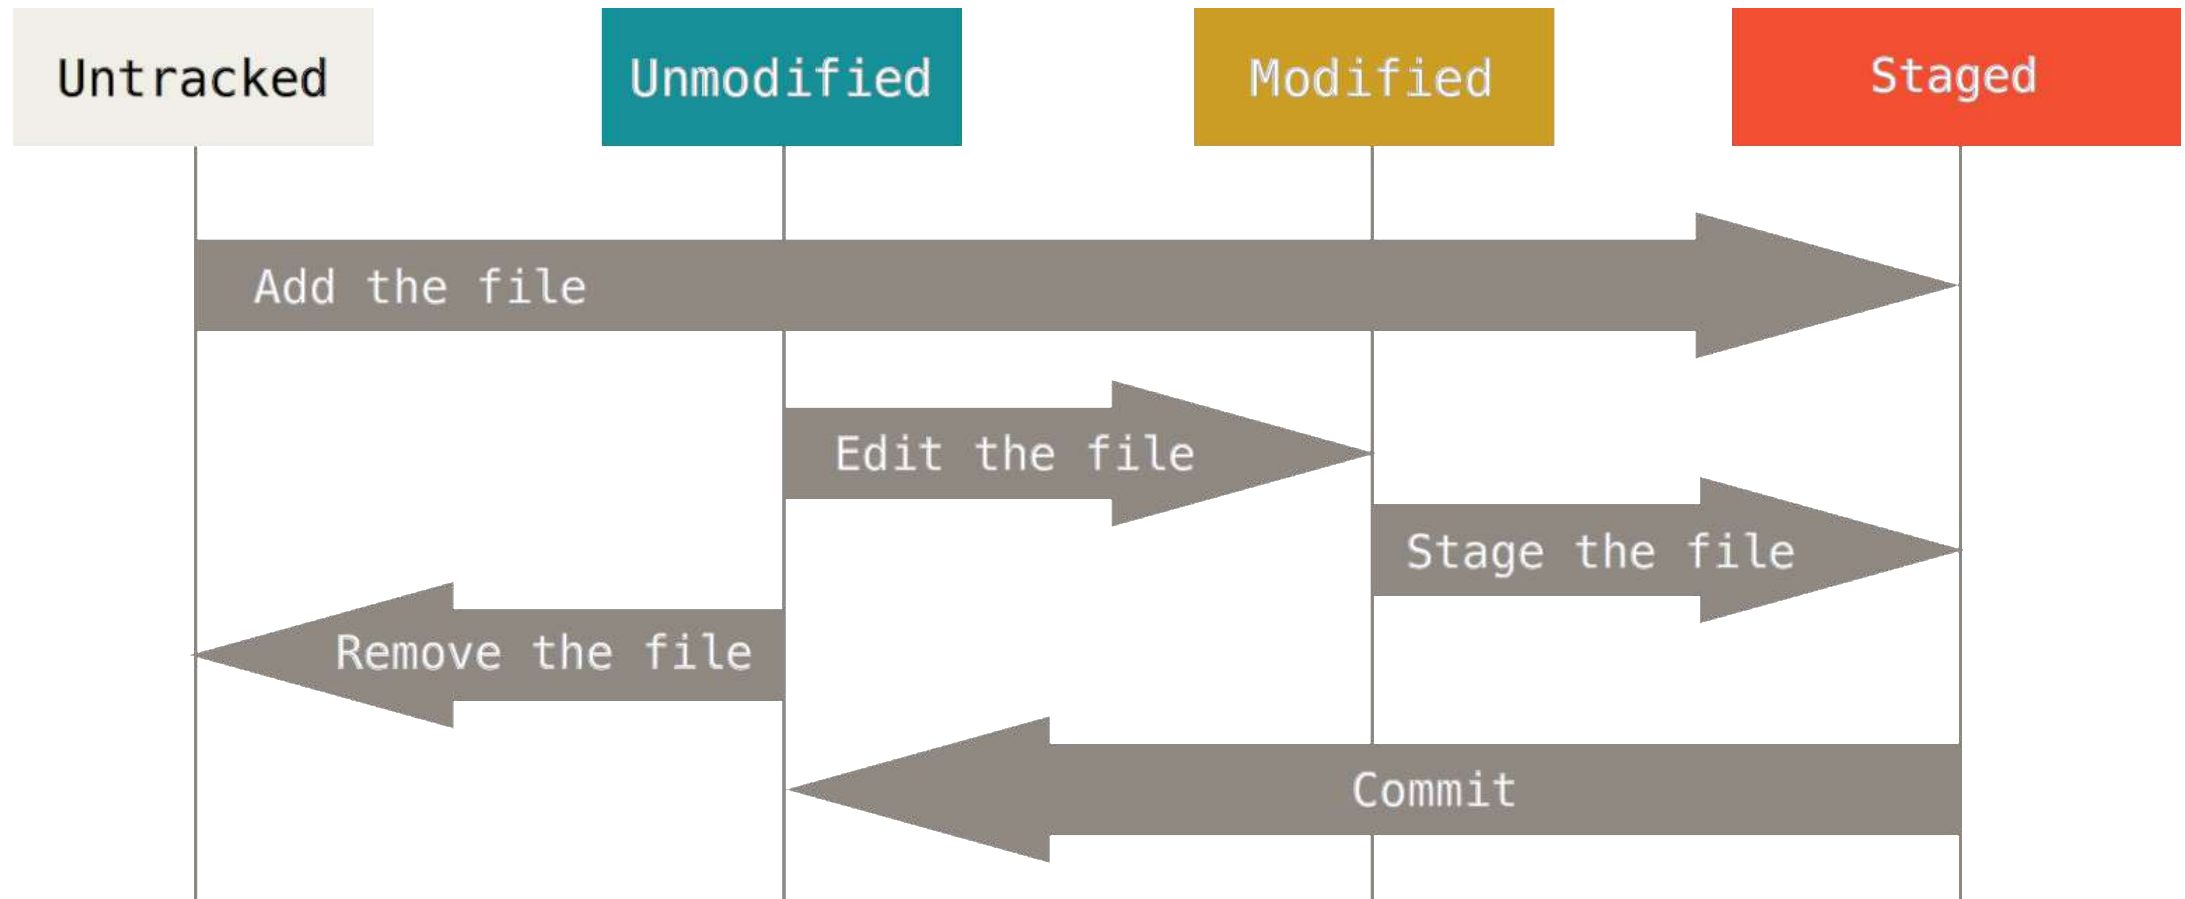 Untracked
Unmodified
Modified
Staged
Add the file
Edit the file
Stage the file
Remove the file
Commit